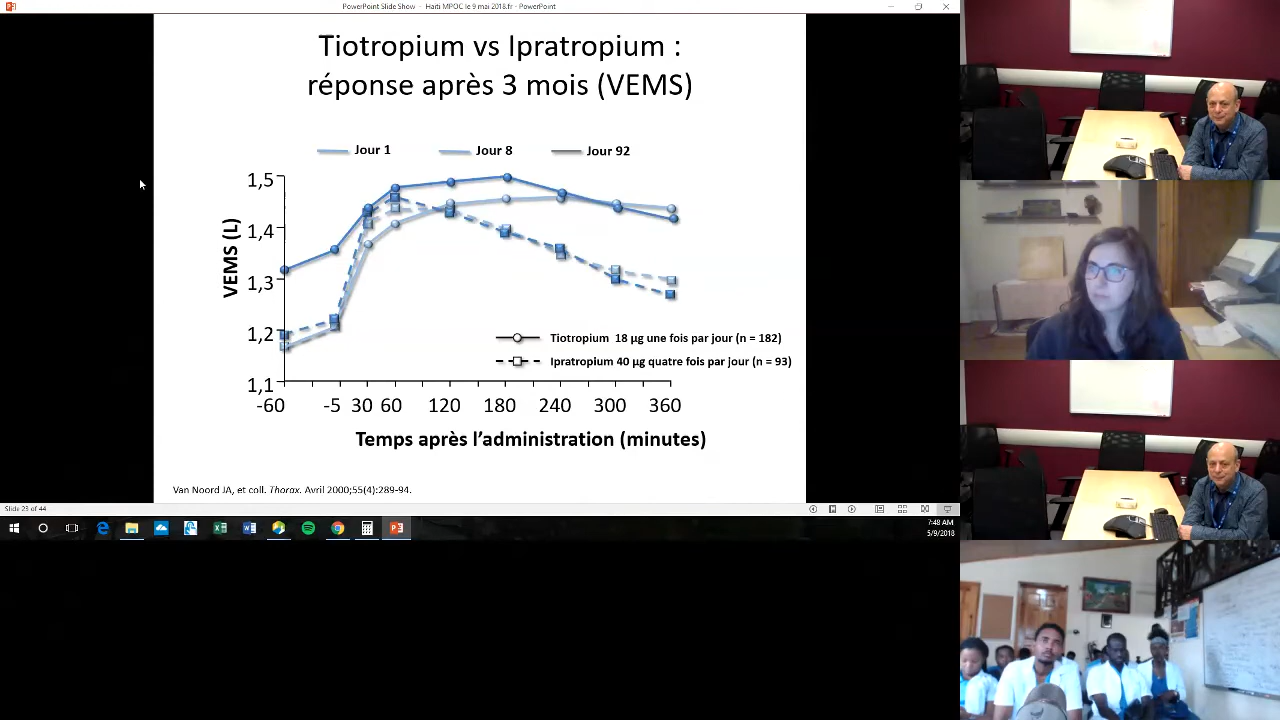 PowerPoint Slide Show - Haiti MPOC le 9 mai 2018.fr - PowerPoint
Tiotropium vs Ipratropium :
réponse après 3 mois (VEMS)
Jour 1 Jour 8 Jour 92
VEMS (L)
1,5
1,4
1,3
1,2
1,1
Tiotropium 18 µg une fois par jour (n = 182)
Ipratropium 40 µg quatre fois par jour (n = 93)
-60 -5 30 60 120 180 240 300 360
Temps après l’administration (minutes)
Van Noord JA, et coll. Thorax. Avril 2000;55(4):289-94.
Slide 23 of 44
7:48 AM
5/9/2018